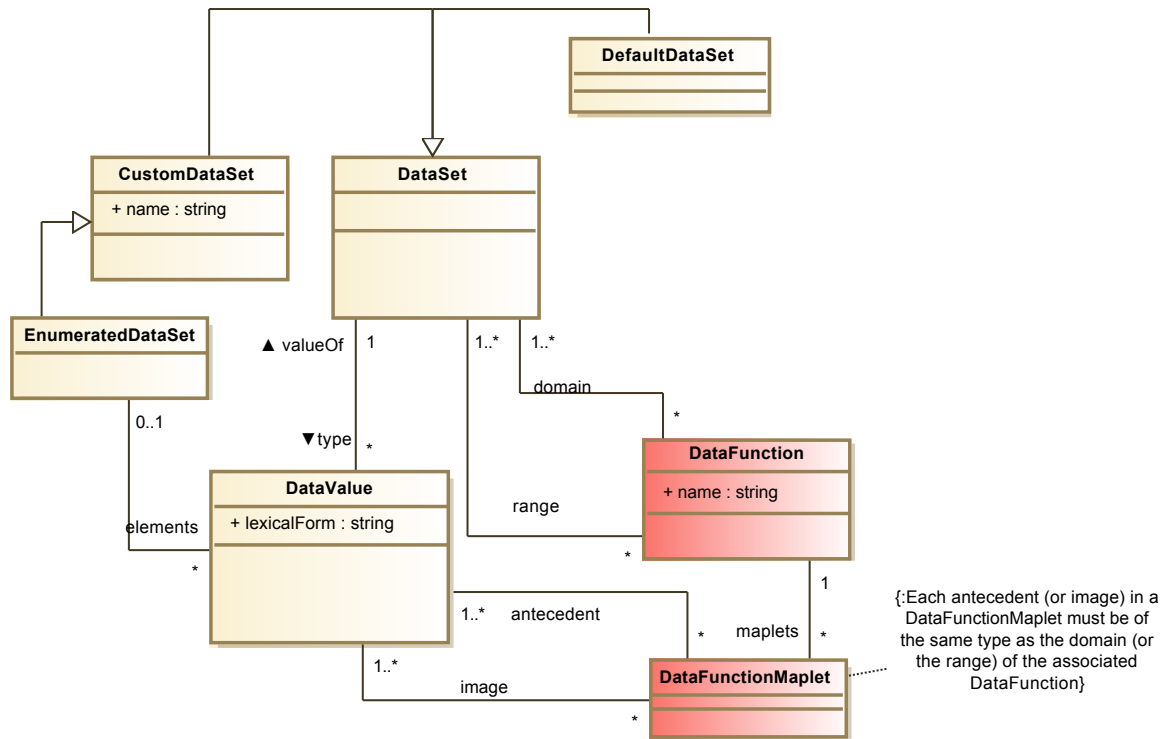 DefaultDataSet
CustomDataSet
+ name : string
DataSet
EnumeratedDataSet
▲ valueOf
1
1..*
1..*
domain
0..1
*
▼type
*
DataFunction
+ name : string
DataValue
+ lexicalForm : string
elements
*
range
*
1
{:Each antecedent (or image) in a
DataFunctionMaplet must be of
the same type as the domain (or
the range) of the associated
DataFunction}
1..*
antecedent
*
maplets
*
1..*
image
*
DataFunctionMaplet